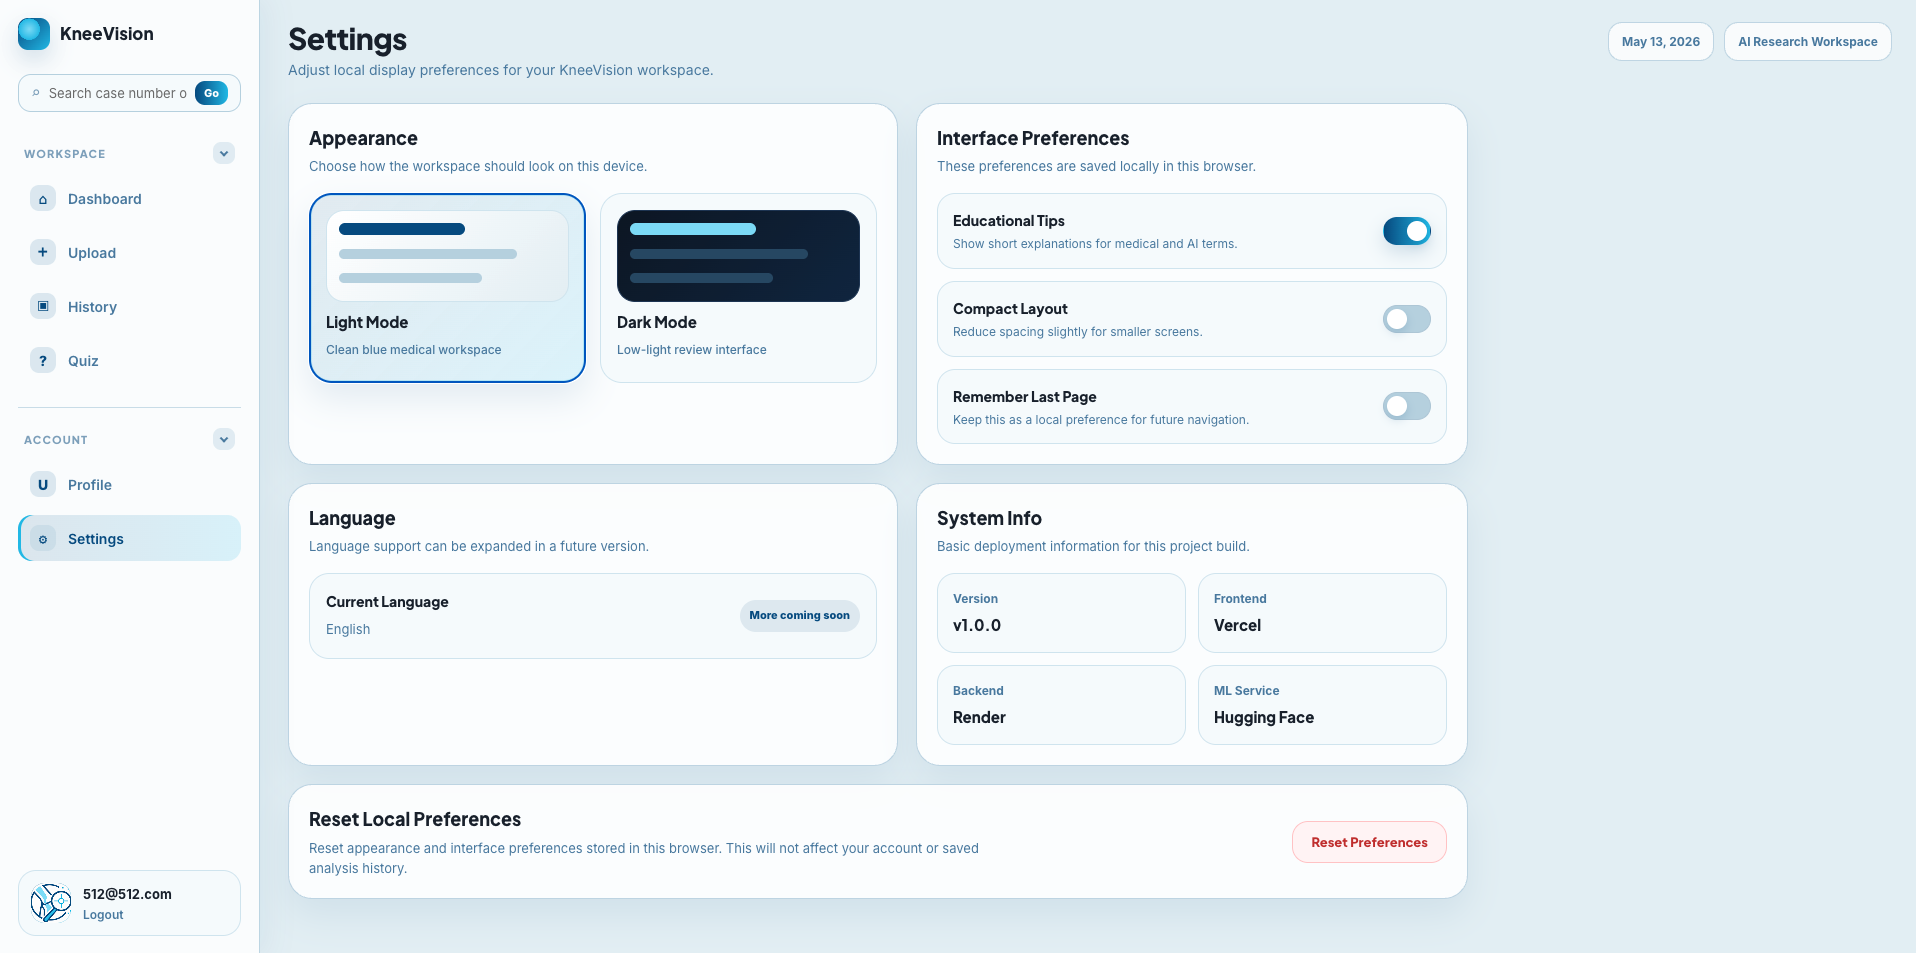 KneeVision
Search case number o
Go
WORKSPACE
Dashboard
Upload
History
? Quiz
ACCOUNT
U Profile
Settings
512@512.com
Logout
Settings
Adjust local display preferences for your KneeVision workspace.
May 13, 2026
AI Research Workspace
Appearance
Choose how the workspace should look on this device.
Light Mode
Clean blue medical workspace
Dark Mode
Low-light review interface
Interface Preferences
These preferences are saved locally in this browser.
Educational Tips
Show short explanations for medical and AI terms.
Compact Layout
Reduce spacing slightly for smaller screens.
Remember Last Page
Keep this as a local preference for future navigation.
Language
Language support can be expanded in a future version.
Current Language
English
More coming soon
System Info
Basic deployment information for this project build.
Version
v1.0.0
Frontend
Vercel
Backend
Render
ML Service
Hugging Face
Reset Local Preferences
Reset appearance and interface preferences stored in this browser. This will not affect your account or saved
analysis history.
Reset Preferences